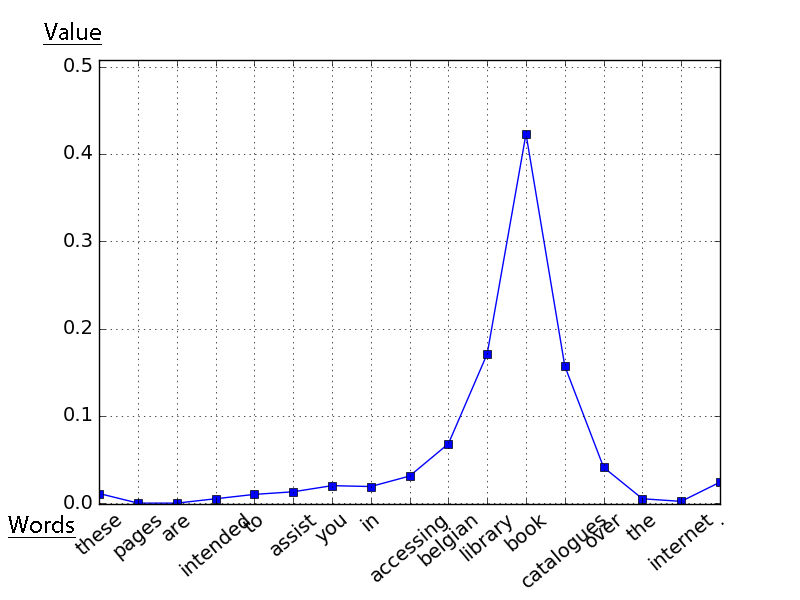 Value
0.5
0.4
0.3
0.2
0.1
0.0
Words
these
pages
are
intended
to
assist
you
in
accessing
belgian
library
book
catalogues
over
the
internet
.